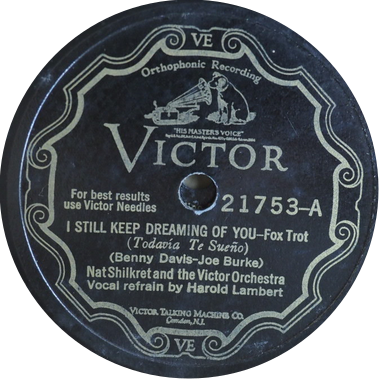 VE
Orthophonic Recording
"HIS MASTER'S VOICE"
VICTOR
For best results
use Victor Needles
21753-A
I STILL KEEP DREAMING OF YOU-Fox Trot
(Todavía Te Sueño)
(Benny Davis-Joe Burke)
Nat Shilkret and the Victor Orchestra
Vocal refrain by Harold Lambert
VICTOR TALKING MACHINE CO.
Camden, N.J.
VE